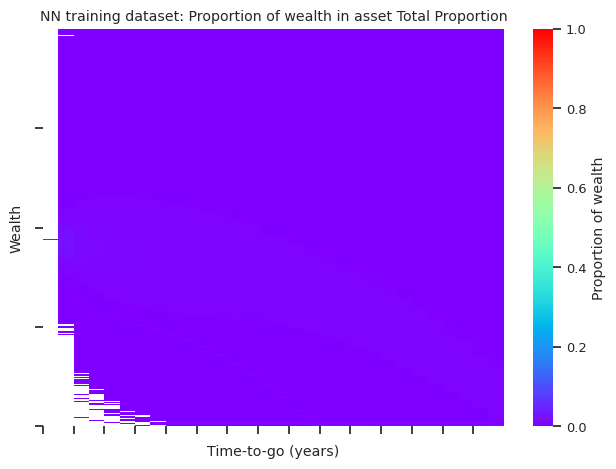 NN training dataset: Proportion of wealth in asset Total Proportion
Wealth
Time-to-go (years)
1.0
0.8
0.6
0.4
0.2
0.0
Proportion of wealth